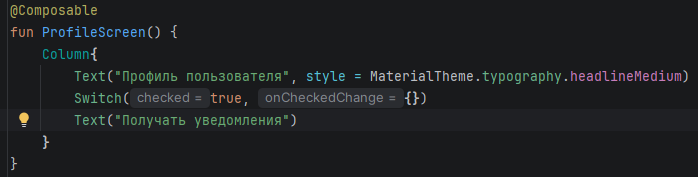 @Composable
fun ProfileScreen() {
Column{
Text("Профиль пользователя", style = MaterialTheme.typography.headlineMedium)
Switch( checked = true, onCheckedChange = {})
Text("Получать уведомления")
}
}